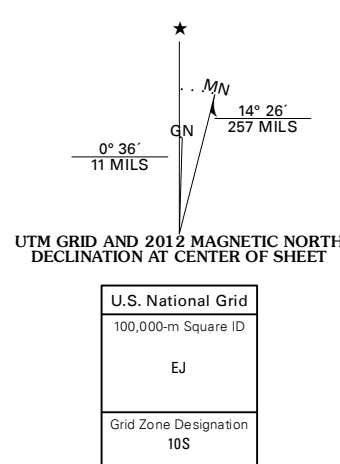 ★
MN
14° 26´
257 MILS
GN
0° 36´
11 MILS
UTM GRID AND 2012 MAGNETIC NORTH
DECLINATION AT CENTER OF SHEET
U.S. National Grid
100,000-m Square ID
EJ
Grid Zone Designation
10S